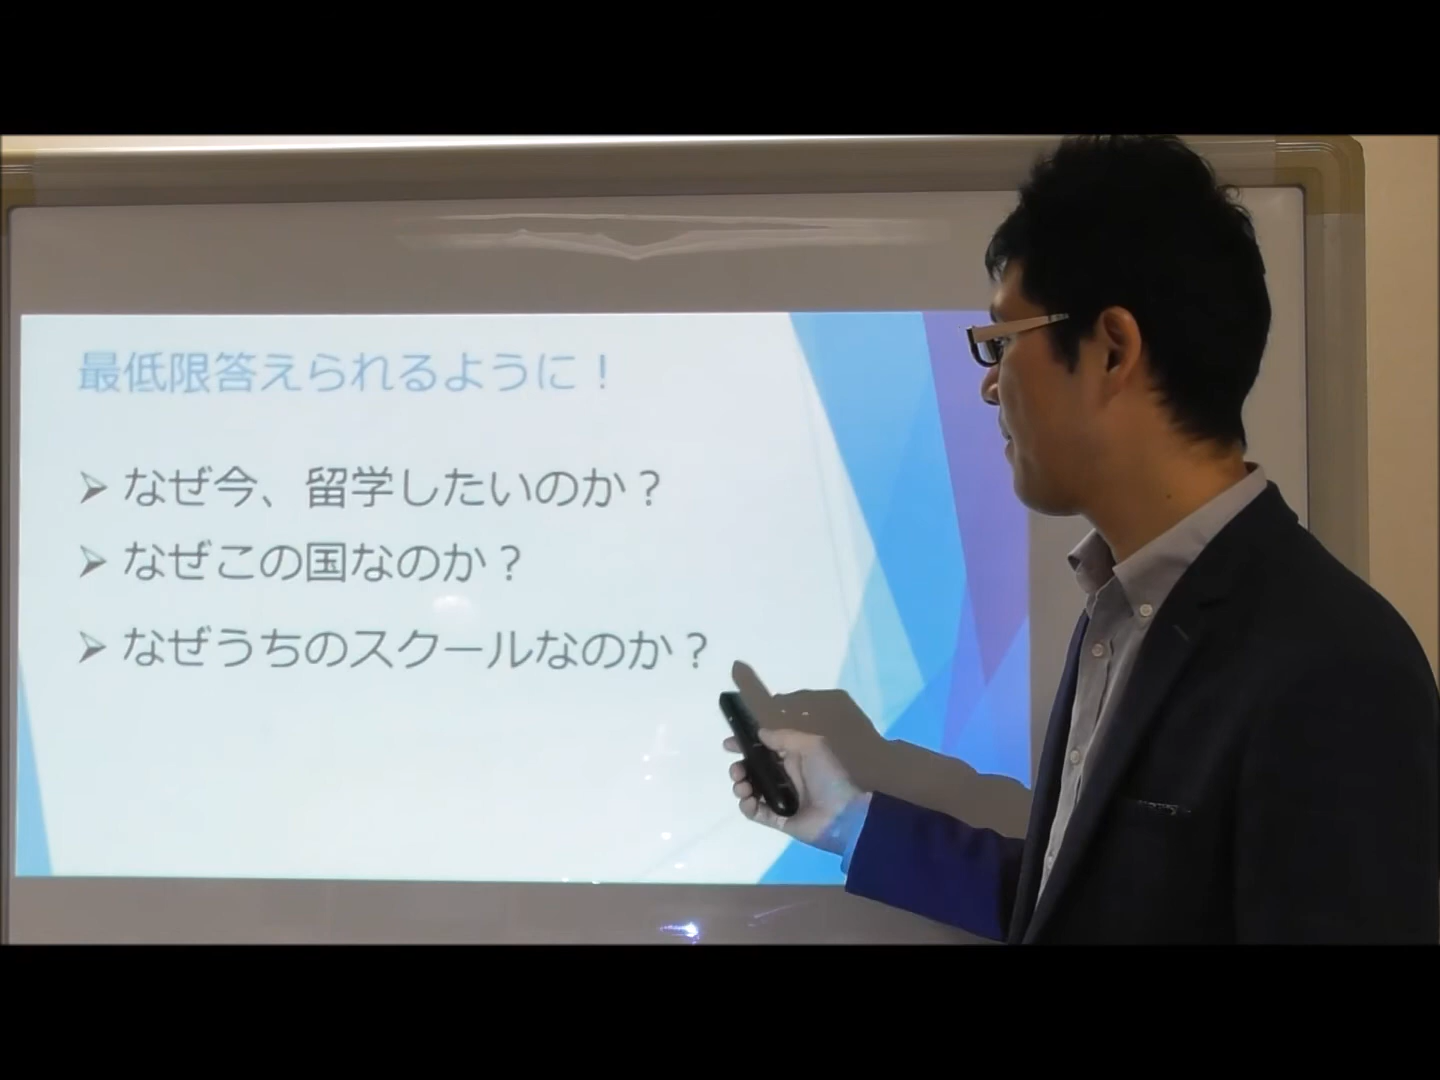 最低限答えられるように！
なぜ今、留学したいのか？
なぜこの国なのか？
なぜうちのスクールなのか？